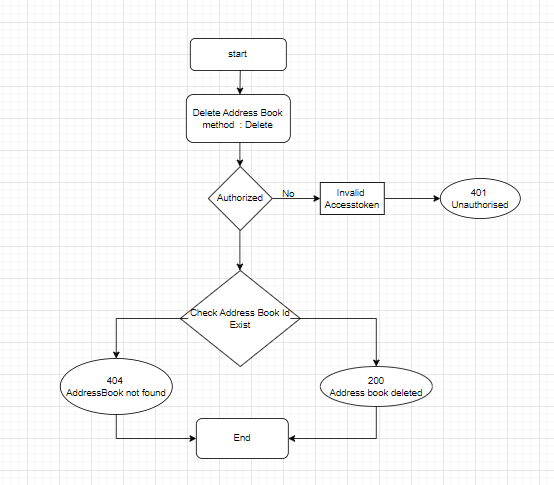 start
Delete Address Book
method : Delete
Authorized
No
Invalid
Accesstoken
401
Unauthorised
Check Address Book Id
Exist
404
AddressBook not found
200
Address book deleted
End